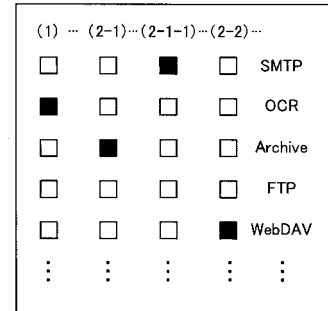 (1) ··· (2-1)···(2-1-1)···(2-2)···
SMTP
OCR
Archive
FTP
WebDAV